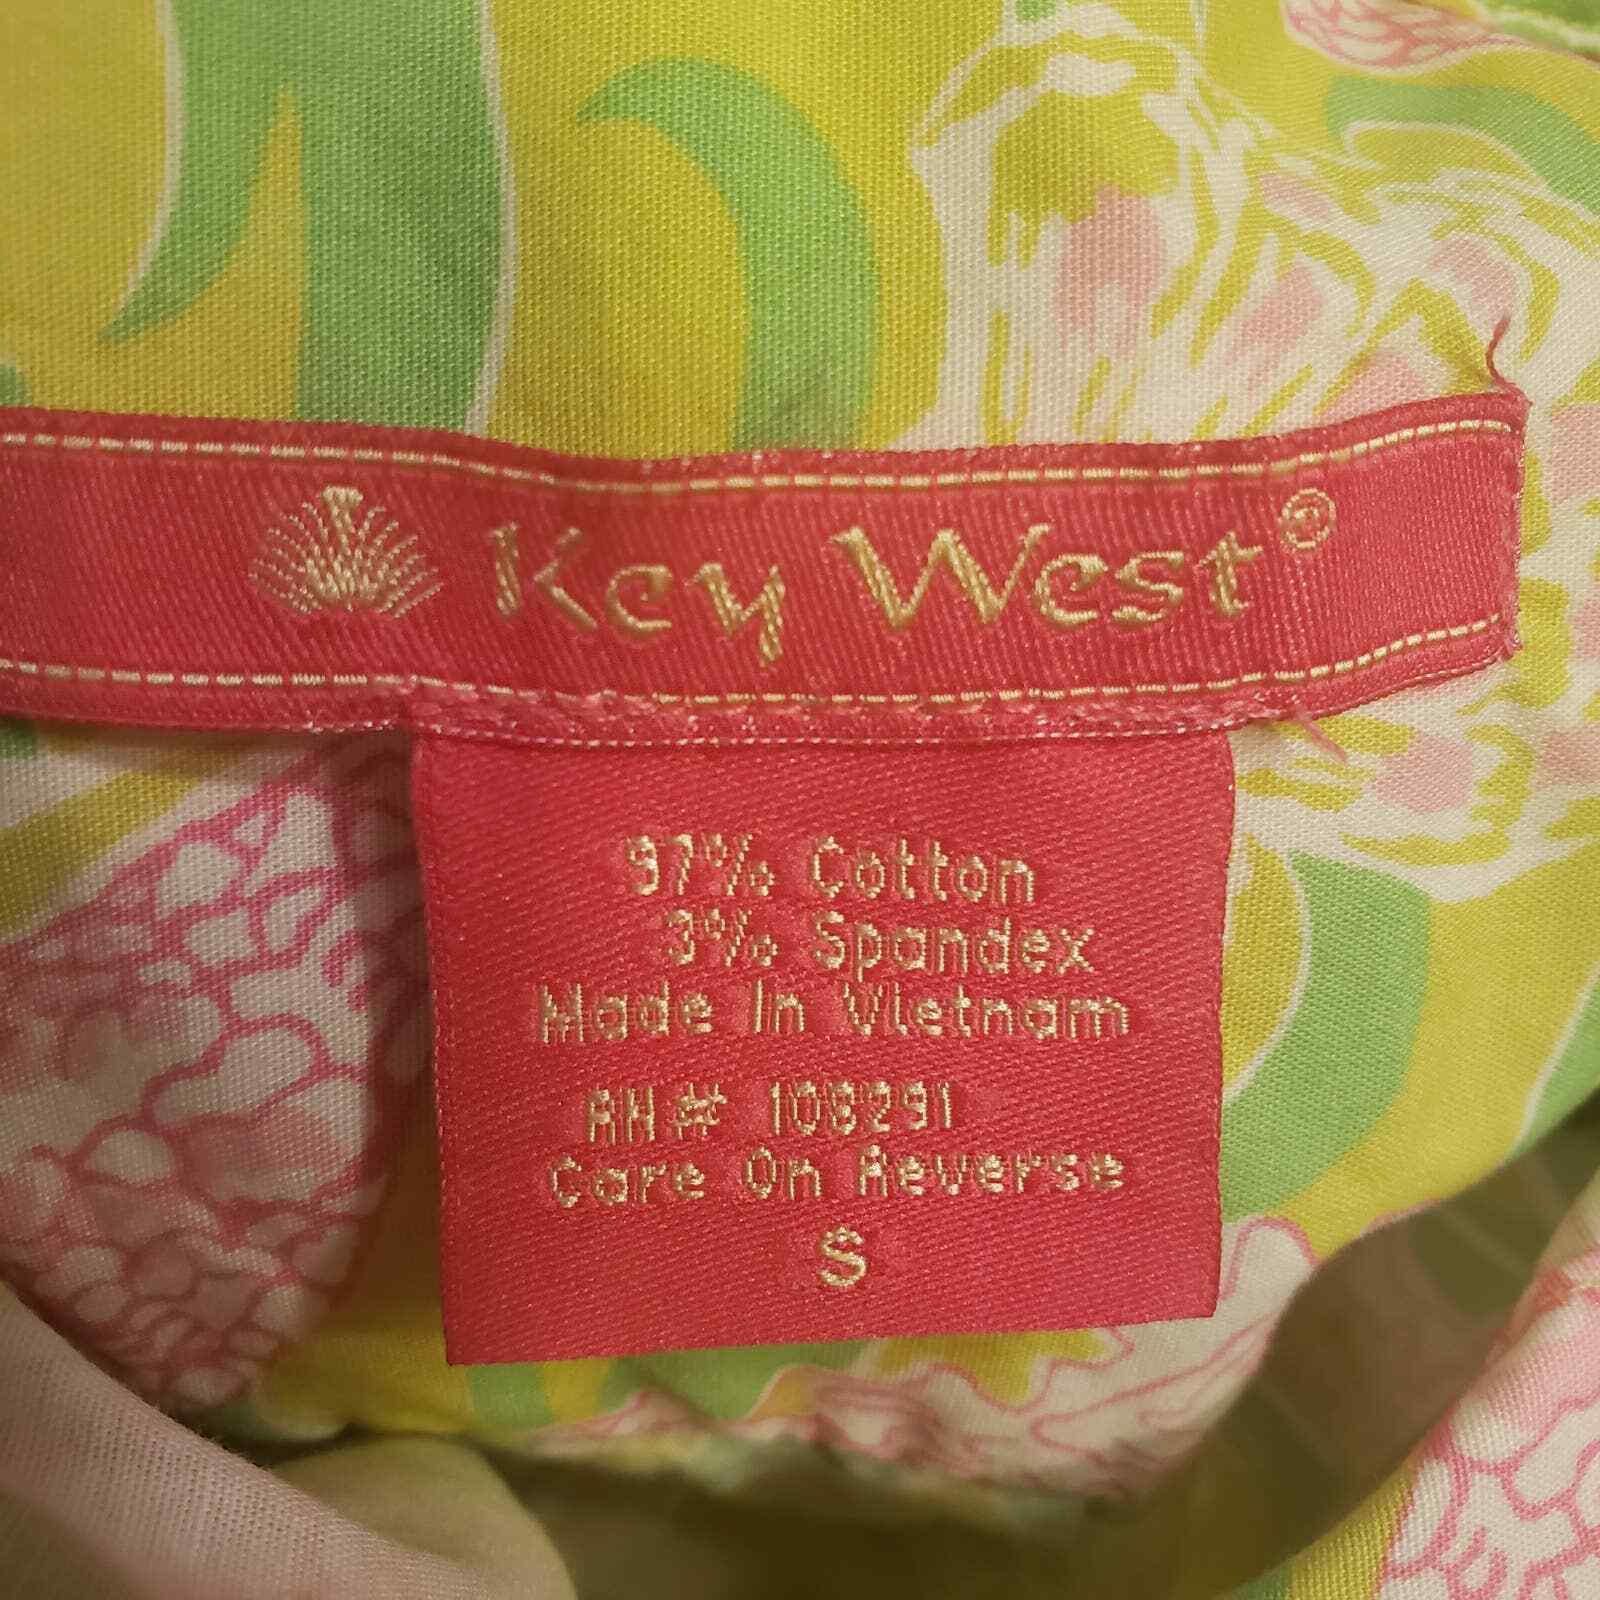 Key West©
97% Cotton
3% Spandex
Made In Vietnam
RN# 108291
Care On Reverse
S